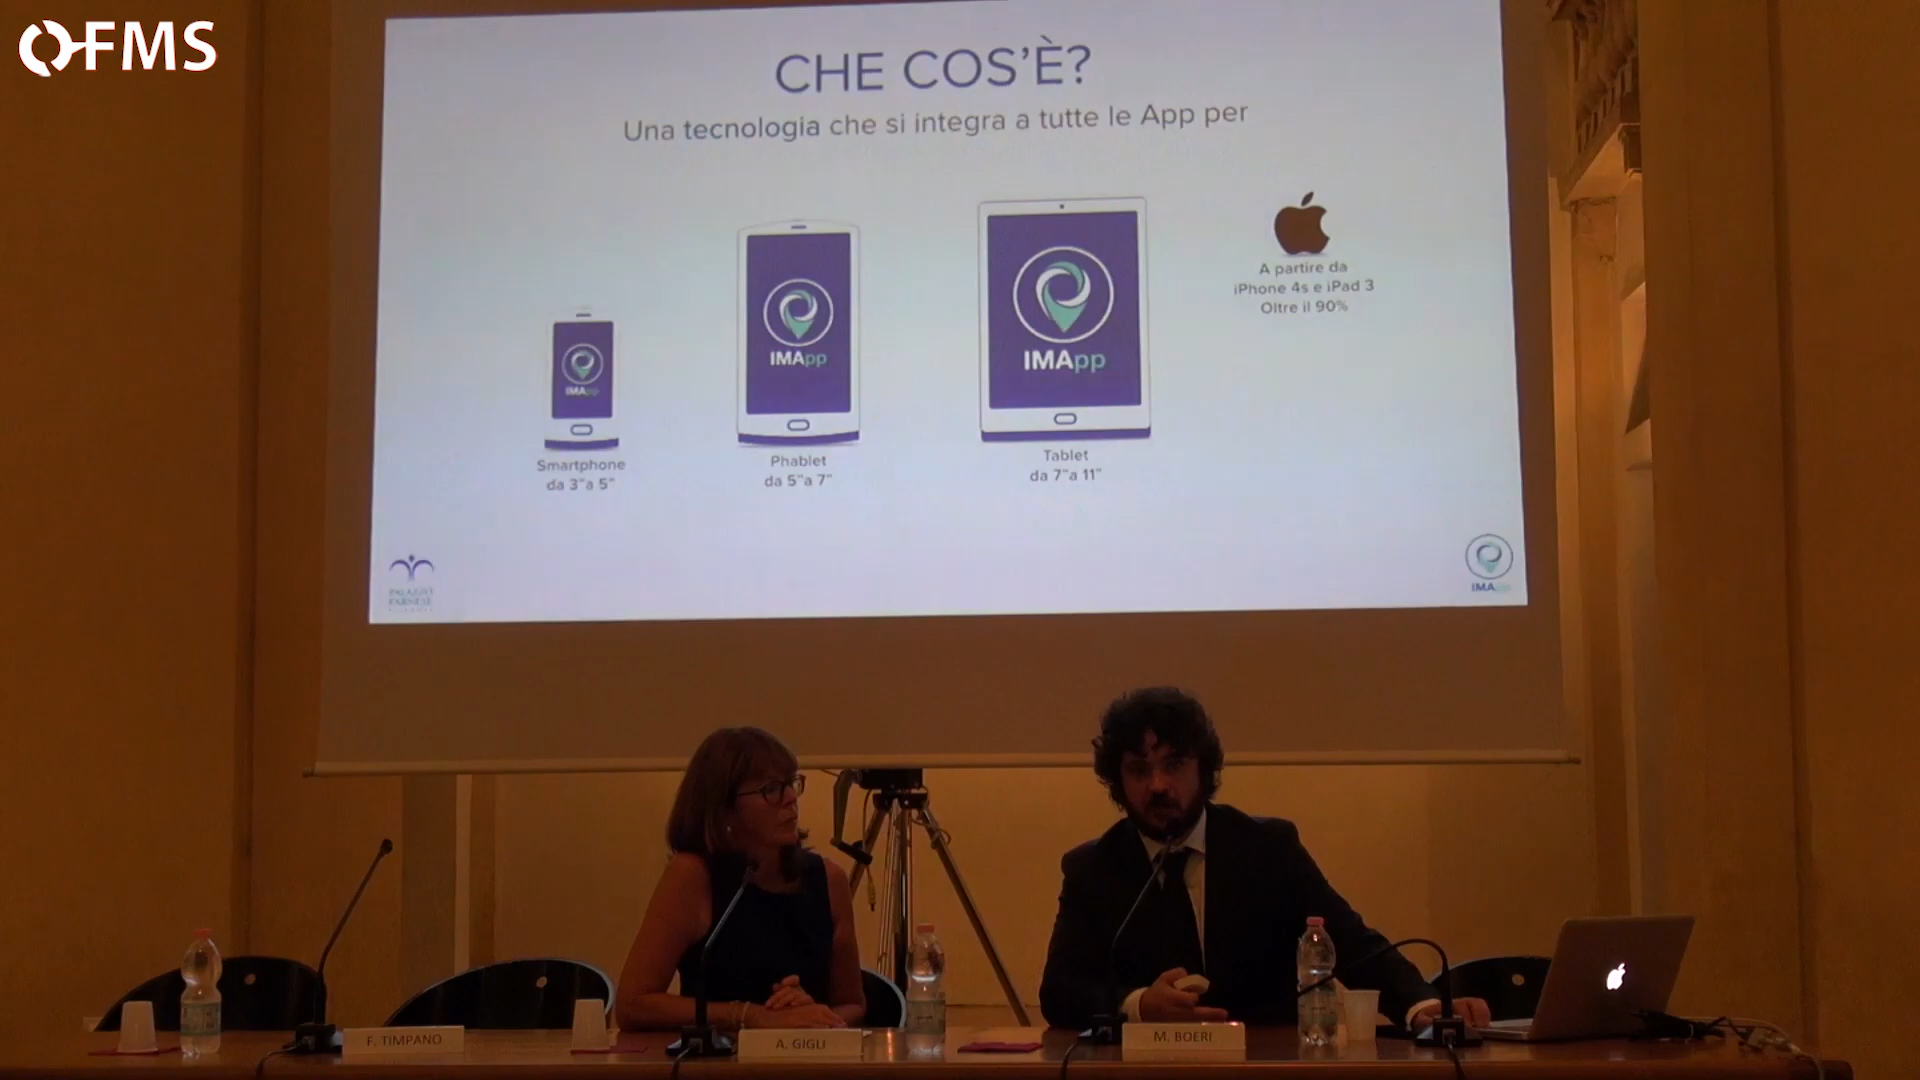 FMS
CHE COS'È?
Una tecnologia che si integra a tutte le App per
A partire da
iPhone 4s e iPad 3
Oltre il 90%
IMApp
IMApp
IMApp
Smartphone
da 3"a 5"
Phablet
da 5"a 7"
Tablet
da 7"a 11"
PALAZZO
FARNESE
IMApp
F. TIMPANO
A. GIGLI
M. BOERI